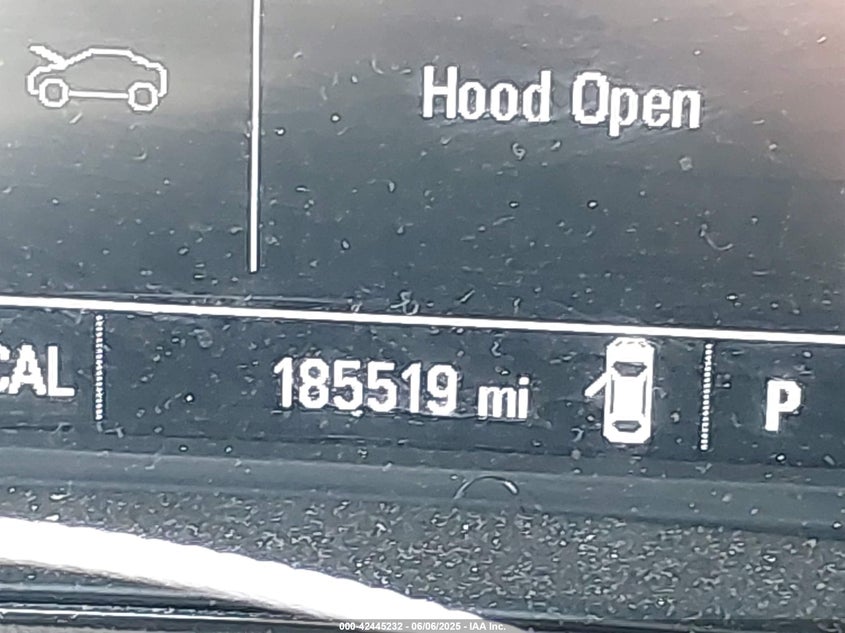 Hood Open
CAL
185519 mi
P
000-42445232 - 06/06/2025 - IAA Inc.